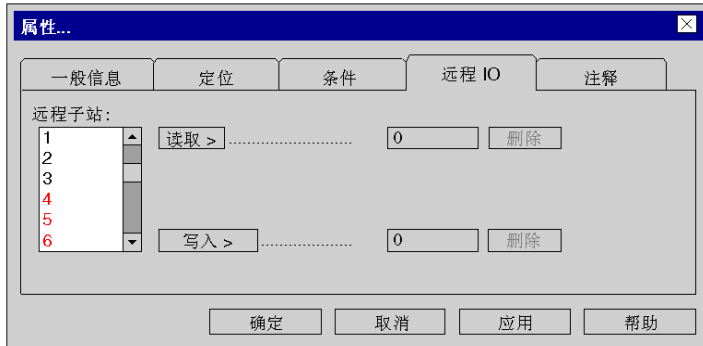 属性...
一般信息 定位 条件 远程 IO 注释
远程子站:
1 读取 > ........................... 0 删除
2
3
4
5
6 写入 > .................... 0 删除
确定 取消 应用 帮助